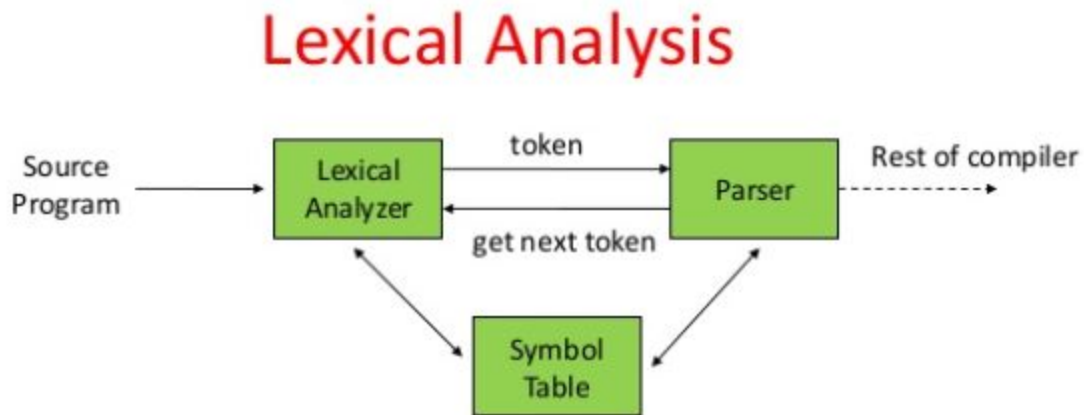 Lexical Analysis
Source
Program
Lexical
Analyzer
token
get next token
Parser
Rest of compiler
Symbol
Table